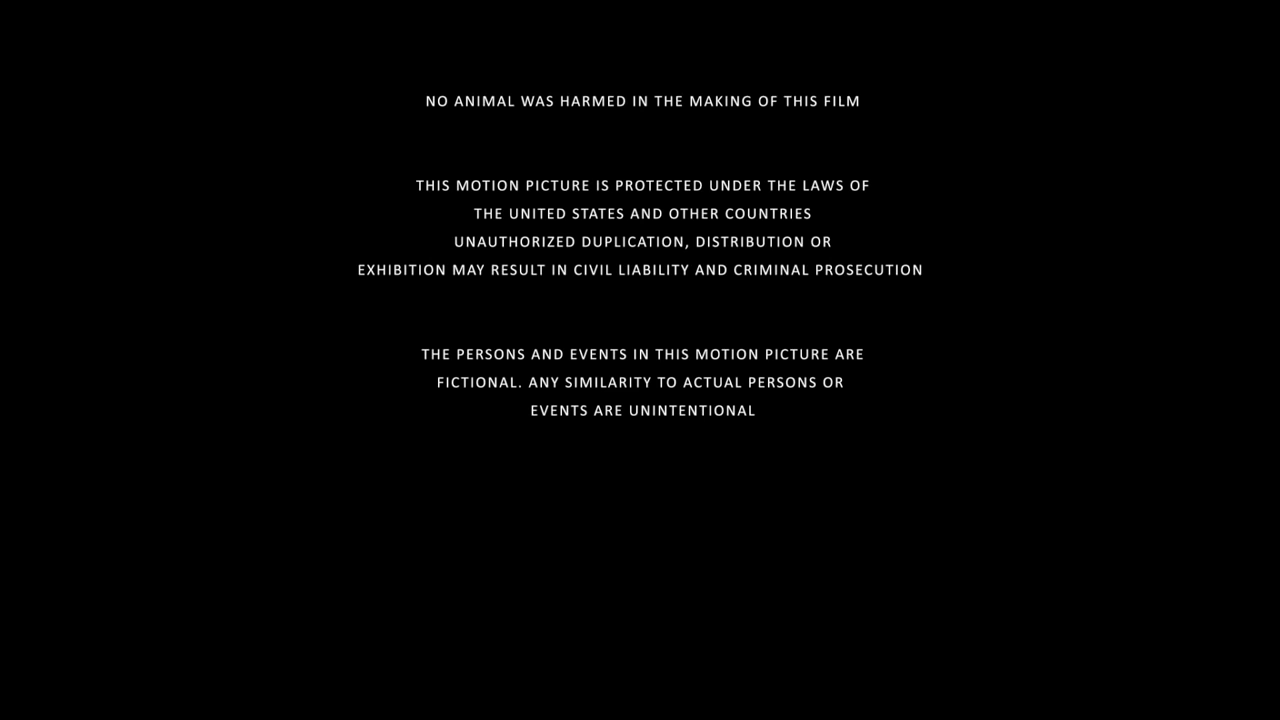 NO ANIMAL WAS HARMED IN THE MAKING OF THIS FILM
THIS MOTION PICTURE IS PROTECTED UNDER THE LAWS OF
THE UNITED STATES AND OTHER COUNTRIES
UNAUTHORIZED DUPLICATION, DISTRIBUTION OR
EXHIBITION MAY RESULT IN CIVIL LIABILITY AND CRIMINAL PROSECUTION
THE PERSONS AND EVENTS IN THIS MOTION PICTURE ARE
FICTIONAL. ANY SIMILARITY TO ACTUAL PERSONS OR
EVENTS ARE UNINTENTIONAL